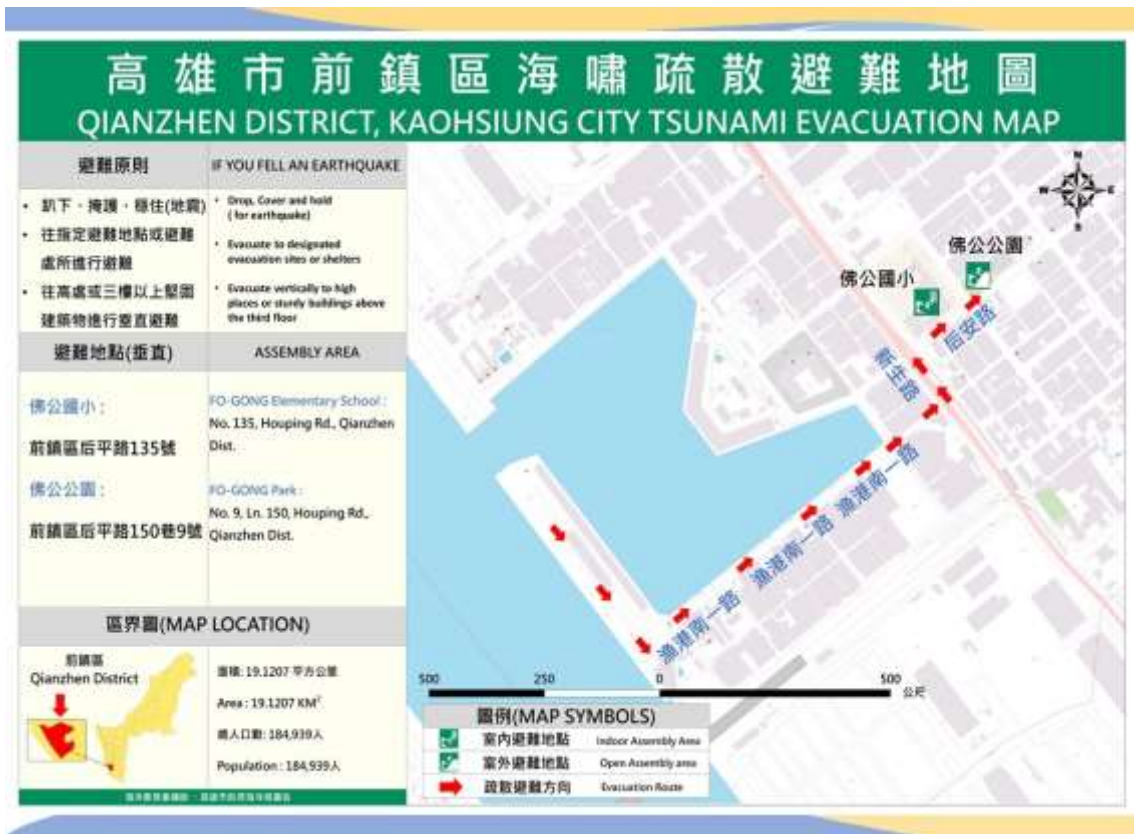 高雄市前鎮區海嘯疏散避難地圖
QIANZHEN DISTRICT, KAOHSIUNG CITY TSUNAMI EVACUATION MAP
避難原則
IF YOU FELL AN EARTHQUAKE
• 趴下、掩護、穩住(地震)
• 往指定避難地點或避難
處所進行避難
• 往高處或三樓以上堅固
建築物進行垂直避難
• Drop, Cover and hold
( for earthquake)
• Evacuate to designated
evacuation sites or shelters
• Evacuate vertically to high
places or sturdy buildings above
the third floor
避難地點(垂直)
ASSEMBLY AREA
佛公國小:
前鎮區后平路135號
FO-GONG Elementary School :
No. 135, Houping Rd., Qianzhen
Dist.
佛公公園:
前鎮區后平路150巷9號
FO-GONG Park :
No. 9, Ln. 150, Houping Rd.,
Qianzhen Dist.
區界圖(MAP LOCATION)
前鎮區
Qianzhen District
面積: 19.1207 平方公里
Area : 19.1207 KM²
總人口數: 184,939人
Population : 184,939人
N
W
E
S
佛公公園
佛公國小
后安路
新生路
漁港南一路
漁港南一路
漁港南一路
500
250
0
500
公尺
圖例(MAP SYMBOLS)
室內避難地點
Indoor Assembly Area
室外避難地點
Open Assembly area
疏散避難方向
Evacuation Route